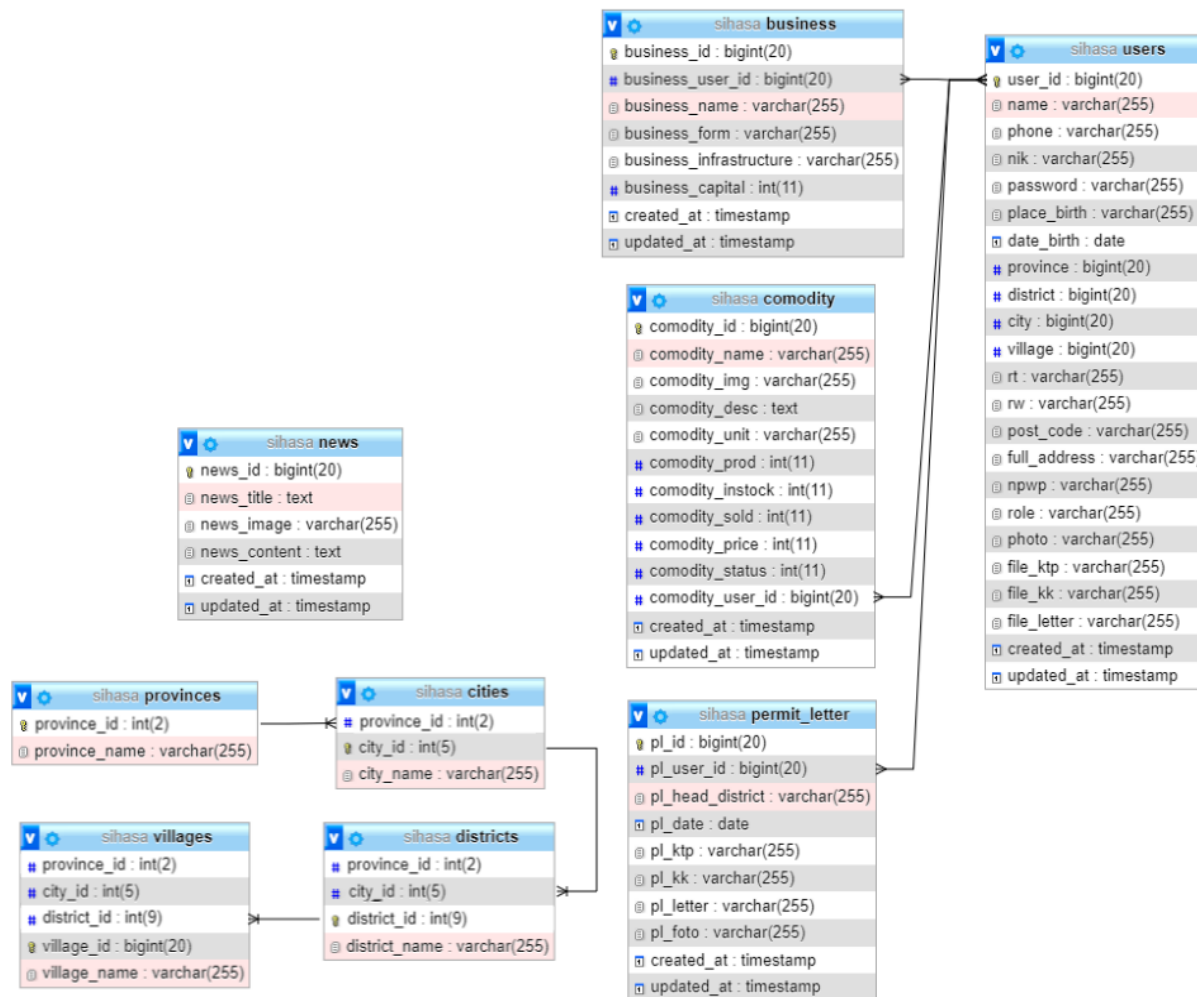 sihasa business
business_id : bigint(20)
business_user_id : bigint(20)
business_name : varchar(255)
business_form : varchar(255)
business_infrastructure : varchar(255)
business_capital : int(11)
created_at : timestamp
updated_at : timestamp
sihasa users
user_id : bigint(20)
name : varchar(255)
phone : varchar(255)
nik : varchar(255)
password : varchar(255)
place_birth : varchar(255)
date_birth : date
province : bigint(20)
district : bigint(20)
city : bigint(20)
village : bigint(20)
rt : varchar(255)
rw : varchar(255)
post_code : varchar(255)
full_address : varchar(255
npwp : varchar(255)
role : varchar(255)
photo : varchar(255)
file_ktp : varchar(255)
file_kk : varchar(255)
file_letter : varchar(255)
created_at : timestamp
updated_at : timestamp
sihasa comodity
comodity_id : bigint(20)
comodity_name : varchar(255)
comodity_img : varchar(255)
comodity_desc : text
comodity_unit : varchar(255)
comodity_prod : int(11)
comodity_instock : int(11)
comodity_sold : int(11)
comodity_price : int(11)
comodity_status : int(11)
comodity_user_id : bigint(20)
created_at : timestamp
updated_at : timestamp
sihasa news
news_id : bigint(20)
news_title : text
news_image : varchar(255)
news_content : text
created_at : timestamp
updated_at : timestamp
sihasa provinces
province_id : int(2)
province_name : varchar(255)
sihasa cities
province_id : int(2)
city_id : int(5)
city_name : varchar(255)
sihasa permit_letter
pl_id : bigint(20)
pl_user_id : bigint(20)
pl_head_district : varchar(255)
pl_date : date
pl_ktp : varchar(255)
pl_kk : varchar(255)
pl_letter : varchar(255)
pl_foto : varchar(255)
created_at : timestamp
updated_at : timestamp
sihasa villages
province_id : int(2)
city_id : int(5)
district_id : int(9)
village_id : bigint(20)
village_name : varchar(255)
sihasa districts
province_id : int(2)
city_id : int(5)
district_id : int(9)
district_name : varchar(255)